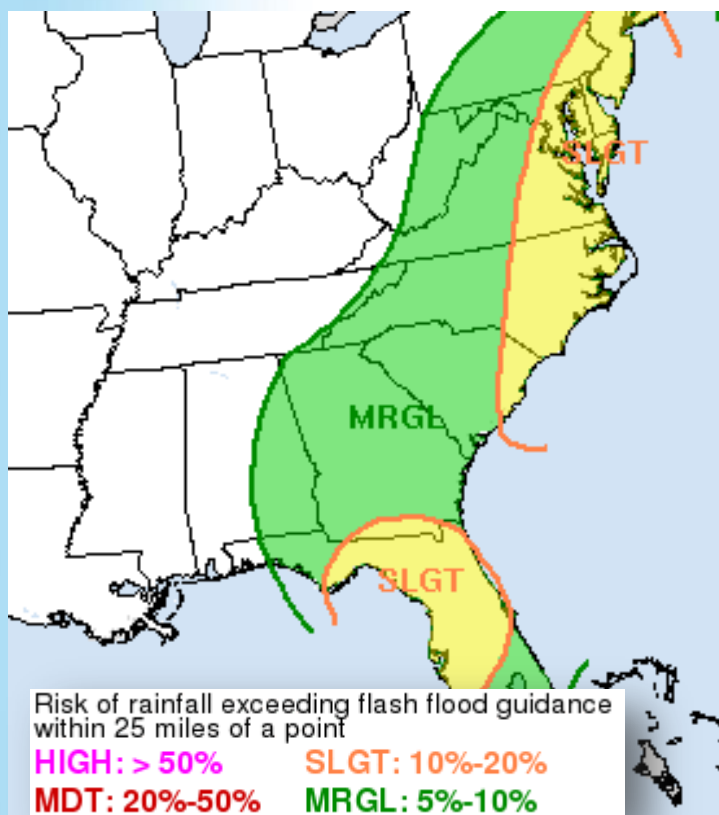 SLGT
MRGL
SLGT
Risk of rainfall exceeding flash flood guidance
within 25 miles of a point
HIGH: > 50% SLGT: 10%-20%
MDT: 20%-50% MRGL: 5%-10%